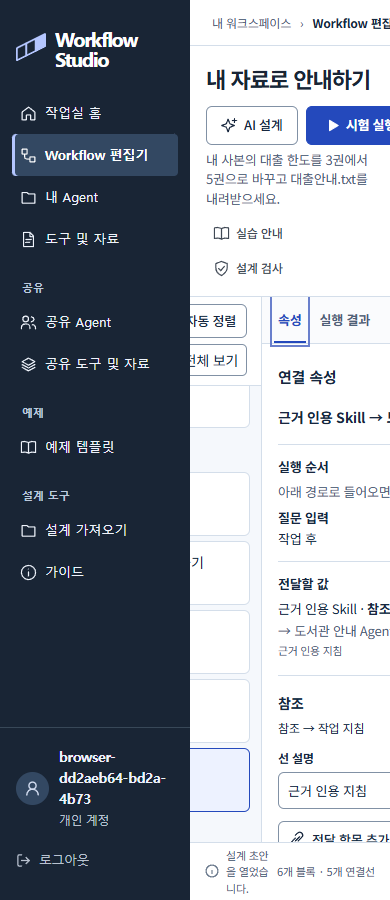 Workflow
Studio
작업실 홈
Workflow 편집기
내 Agent
도구 및 자료
공유
공유 Agent
공유 도구 및 자료
예제
예제 템플릿
설계 도구
설계 가져오기
가이드
browser-
dd2aeb64-bd2a-
4b73
개인 계정
로그아웃
내 워크스페이스 › Workflow 편집
내 자료로 안내하기
AI 설계
시험 실행
내 사본의 대출 한도를 3권에서
5권으로 바꾸고 대출안내.txt를
내려받으세요.
실습 안내
설계 검사
자동 정렬
전체 보기
기
속성
실행 결과
연결 속성
근거 인용 Skill →
실행 순서
아래 경로로 들어오면
질문 입력
작업 후
전달할 값
근거 인용 Skill · 참조
→ 도서관 안내 Agen
근거 인용 지침
참조
참조 → 작업 지침
선 설명
근거 인용 지침
전달 항목 추가
설계 초안
을 열었습
니다.
6개 블록 · 5개 연결선